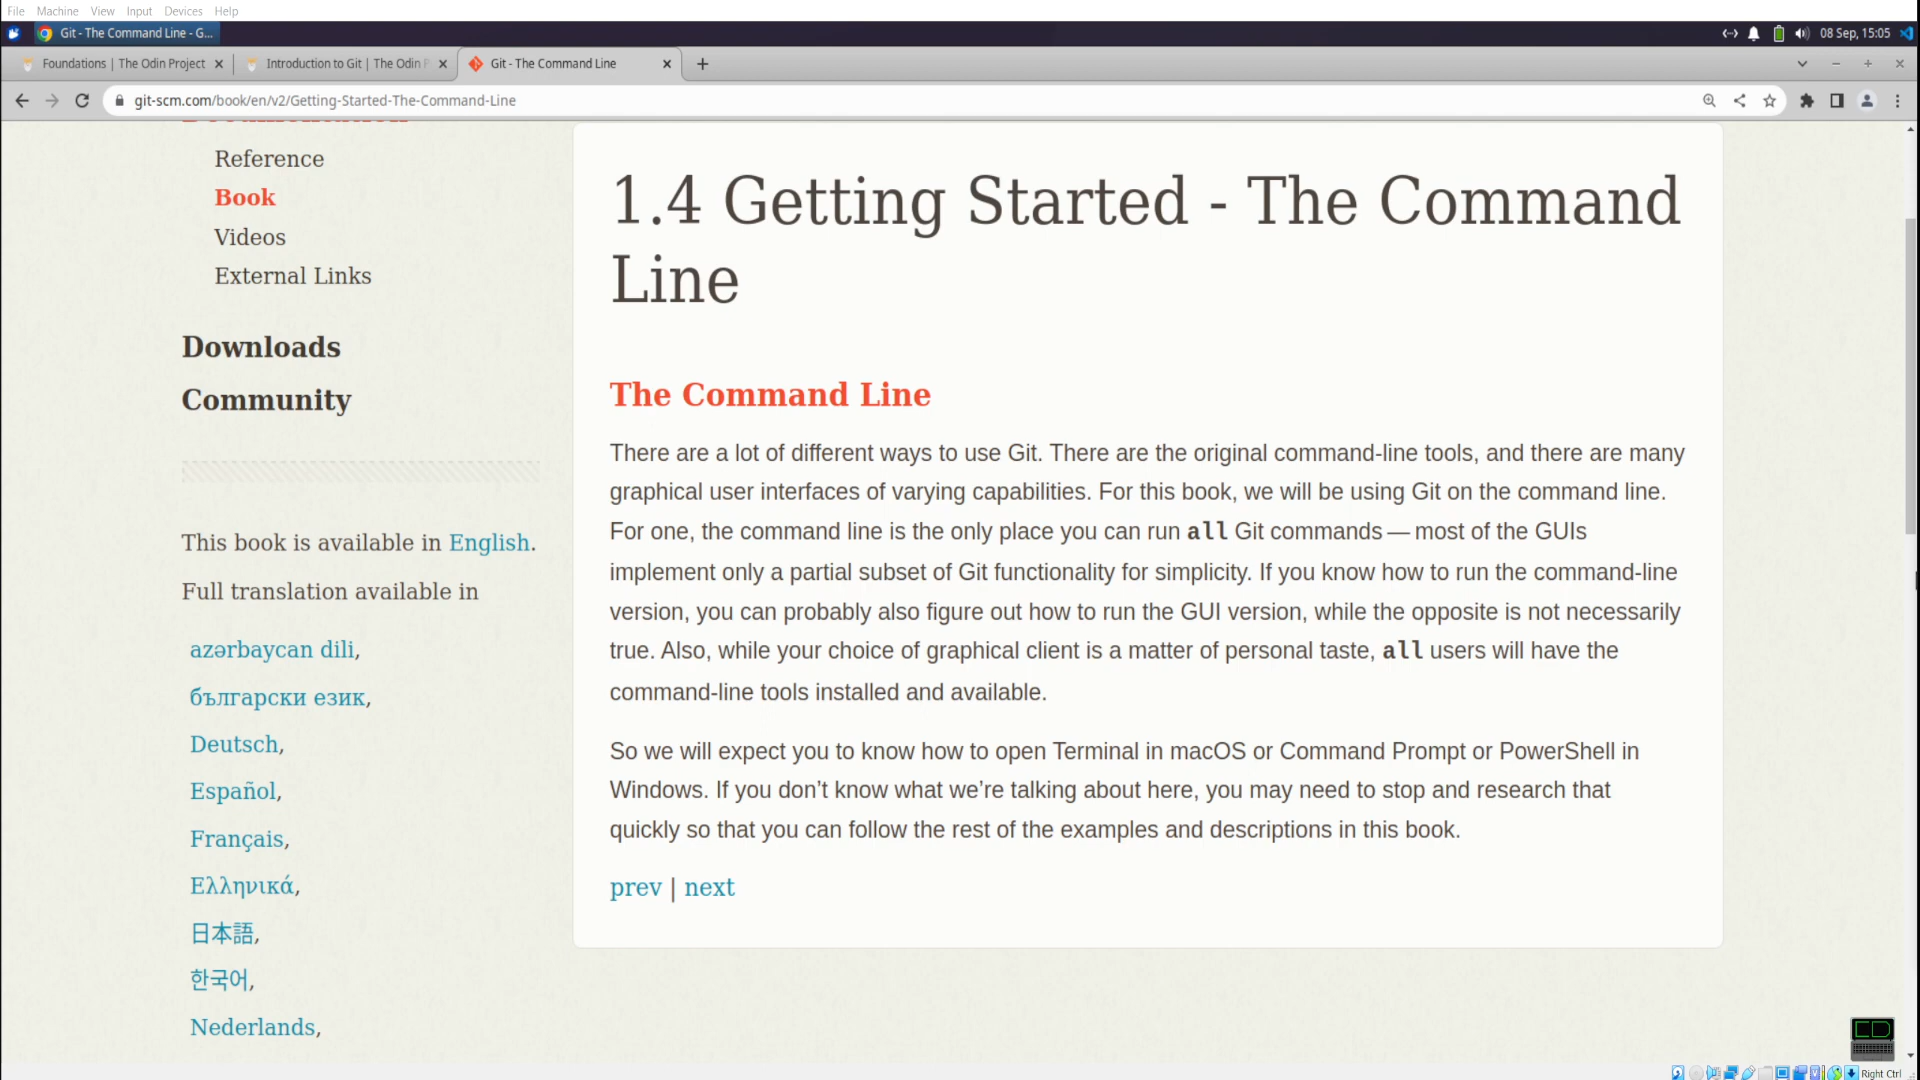 File Machine View Input Devices Help
Git - The Command Line - G...
08 Sep, 15:05
Foundations | The Odin Project
Introduction to Git | The Odin P
Git - The Command Line
git-scm.com/book/en/v2/Getting-Started-The-Command-Line
Documentation
Reference
Book
Videos
External Links
Downloads
Community
This book is available in English.
Full translation available in
azərbaycan dili,
български език,
Deutsch,
Español,
Français,
Ελληνικά,
日本語,
한국어,
Nederlands,
1.4 Getting Started - The Command
Line
The Command Line
There are a lot of different ways to use Git. There are the original command-line tools, and there are many
graphical user interfaces of varying capabilities. For this book, we will be using Git on the command line.
For one, the command line is the only place you can run all Git commands — most of the GUIs
implement only a partial subset of Git functionality for simplicity. If you know how to run the command-line
version, you can probably also figure out how to run the GUI version, while the opposite is not necessarily
true. Also, while your choice of graphical client is a matter of personal taste, all users will have the
command-line tools installed and available.
So we will expect you to know how to open Terminal in macOS or Command Prompt or PowerShell in
Windows. If you don’t know what we’re talking about here, you may need to stop and research that
quickly so that you can follow the rest of the examples and descriptions in this book.
prev | next
CD
Right Ctrl